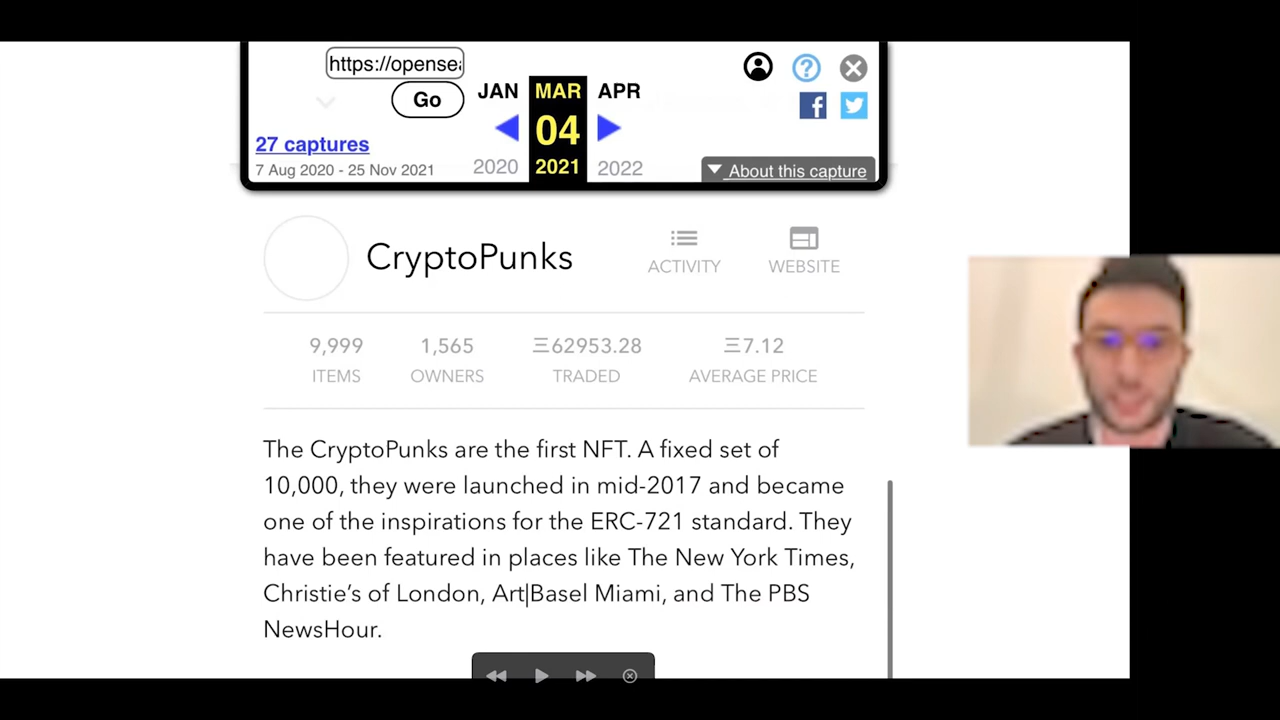 https://opensea
Go
JAN MAR APR
04
2020 2021 2022
27 captures
7 Aug 2020 - 25 Nov 2021
About this capture
CryptoPunks
ACTIVITY
WEBSITE
9,999
ITEMS
1,565
OWNERS
Ξ62953.28
TRADED
Ξ7.12
AVERAGE PRICE
The CryptoPunks are the first NFT. A fixed set of
10,000, they were launched in mid-2017 and became
one of the inspirations for the ERC-721 standard. They
have been featured in places like The New York Times,
Christie’s of London, Art|Basel Miami, and The PBS
NewsHour.